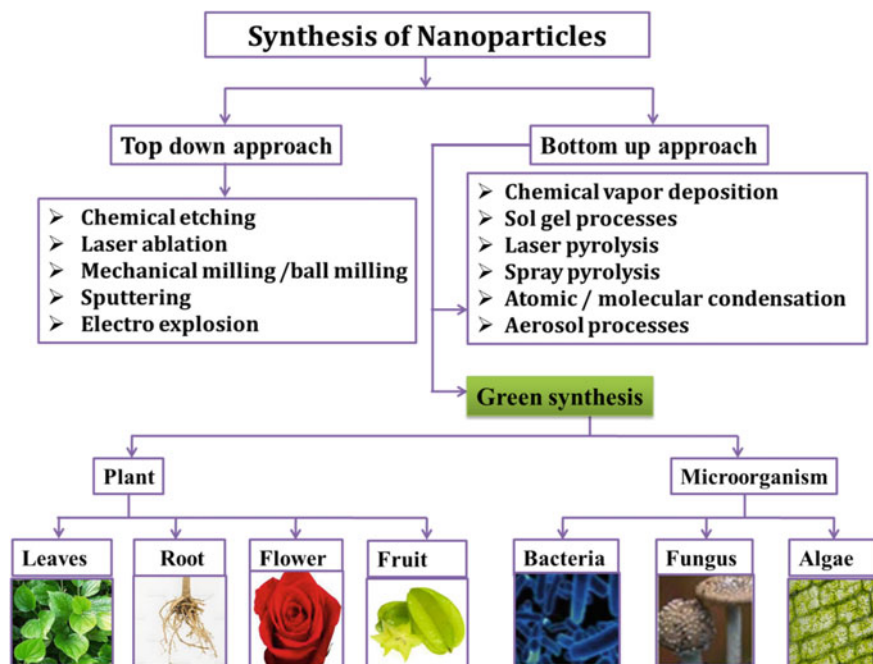 Synthesis of Nanoparticles
Top down approach
Bottom up approach
➢ Chemical etching
➢ Laser ablation
➢ Mechanical milling /ball milling
➢ Sputtering
➢ Electro explosion
➢ Chemical vapor deposition
➢ Sol gel processes
➢ Laser pyrolysis
➢ Spray pyrolysis
➢ Atomic / molecular condensation
➢ Aerosol processes
Green synthesis
Plant
Microorganism
Leaves
Root
Flower
Fruit
Bacteria
Fungus
Algae